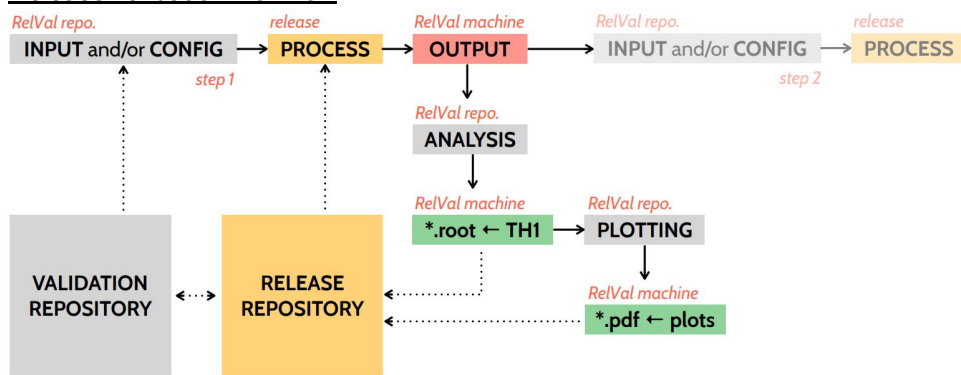 RelVal repo.
INPUT and/or CONFIG
step 1
release
PROCESS
RelVal machine
OUTPUT
RelVal repo.
INPUT and/or CONFIG
step 2
release
PROCESS
RelVal repo.
ANALYSIS
RelVal machine
*.root ← TH1
RelVal repo.
PLOTTING
RelVal machine
*.pdf ← plots
VALIDATION
REPOSITORY
RELEASE
REPOSITORY